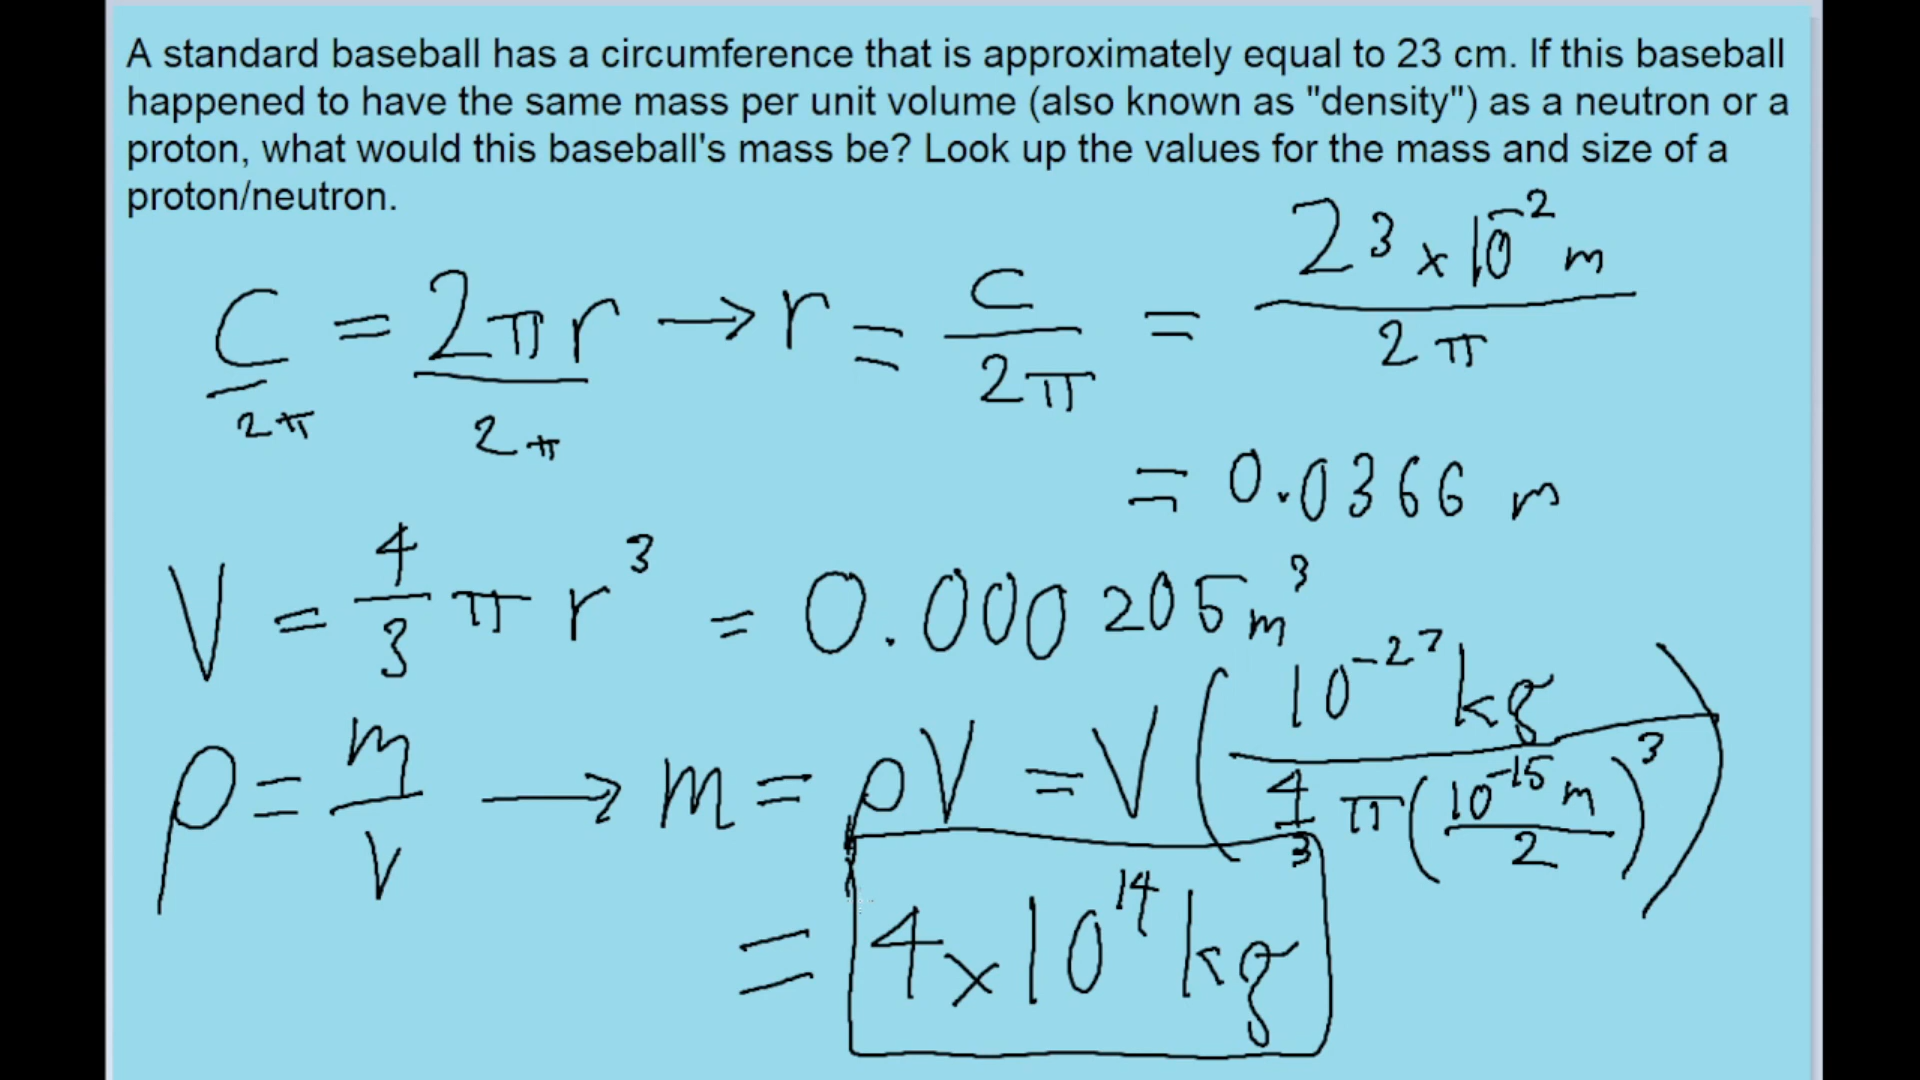 A standard baseball has a circumference that is approximately equal to 23 cm. If this baseball
happened to have the same mass per unit volume (also known as "density") as a neutron or a
proton, what would this baseball's mass be? Look up the values for the mass and size of a
proton/neutron.
C/2π = 2πr/2π → r = C/2π = 23 x 10^-2 m / 2π
= 0.0366 m
V = 4/3 π r^3 = 0.000205 m^3
ρ = m/V → m = ρV = V (10^-27 kg / 4/3 π (10^-15 m / 2)^3)
= 4 x 10^14 kg